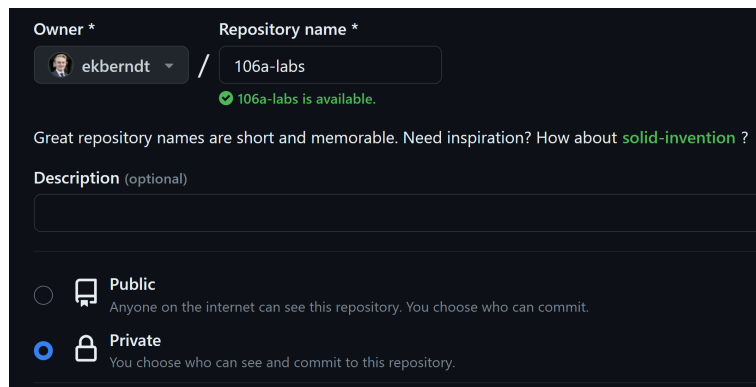 Owner * Repository name *
ekberndt / 106a-labs
106a-labs is available.
Great repository names are short and memorable. Need inspiration? How about solid-invention ?
Description (optional)
Public
Anyone on the internet can see this repository. You choose who can commit.
Private
You choose who can see and commit to this repository.